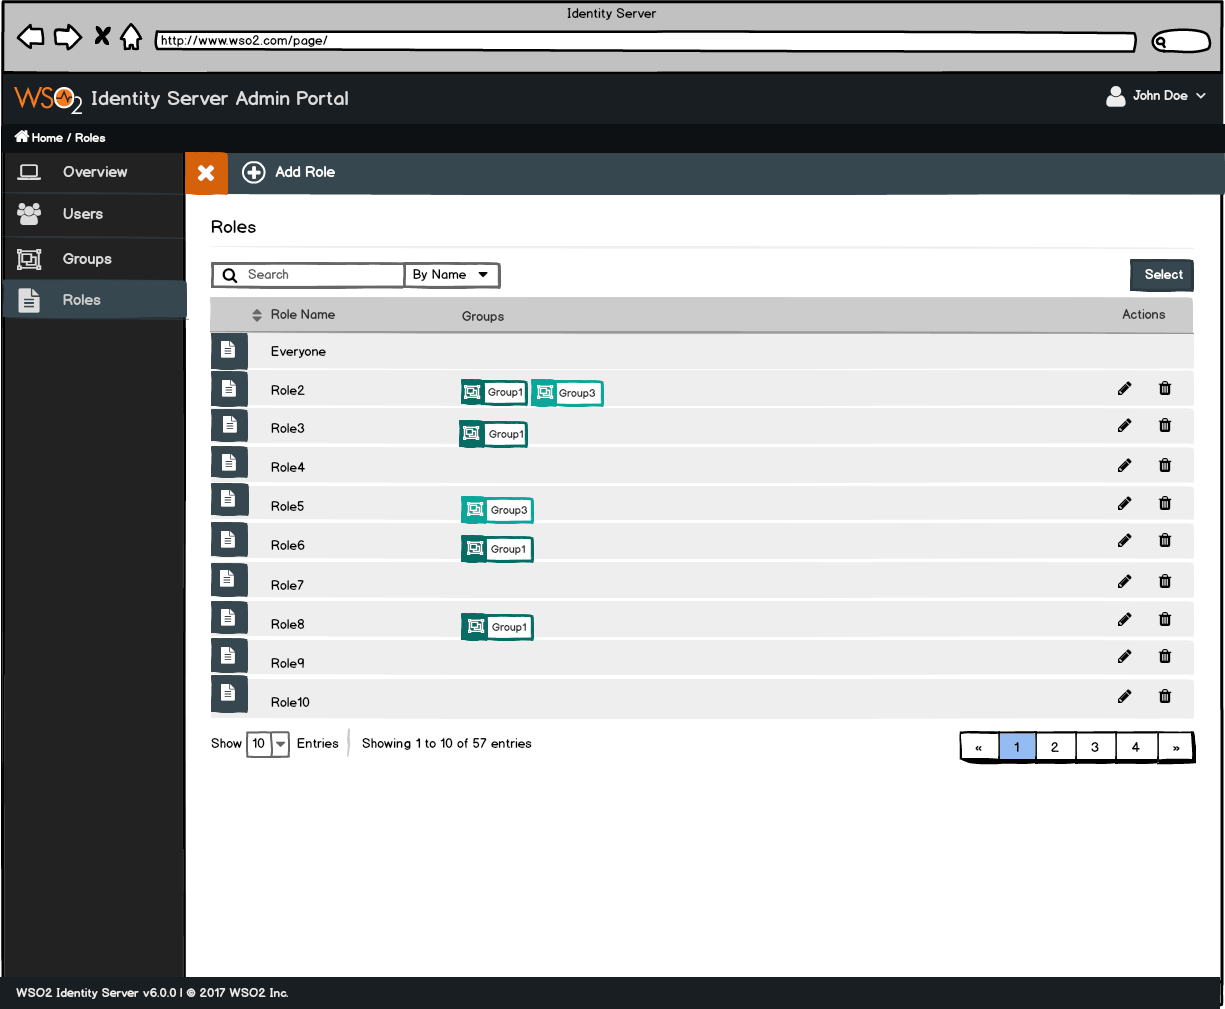 Identity Server
http://www.wso2.com/page/
WSO2 Identity Server Admin Portal
John Doe
Home / Roles
Overview
Users
Groups
Roles
Add Role
Roles
Search
By Name
Select
Role Name Groups Actions
Everyone
Role2 Group1 Group3
Role3 Group1
Role4
Role5 Group3
Role6 Group1
Role7
Role8 Group1
Role9
Role10
Show 10 Entries Showing 1 to 10 of 57 entries
« 1 2 3 4 »
WSO2 Identity Server v6.0.0 | © 2017 WSO2 Inc.